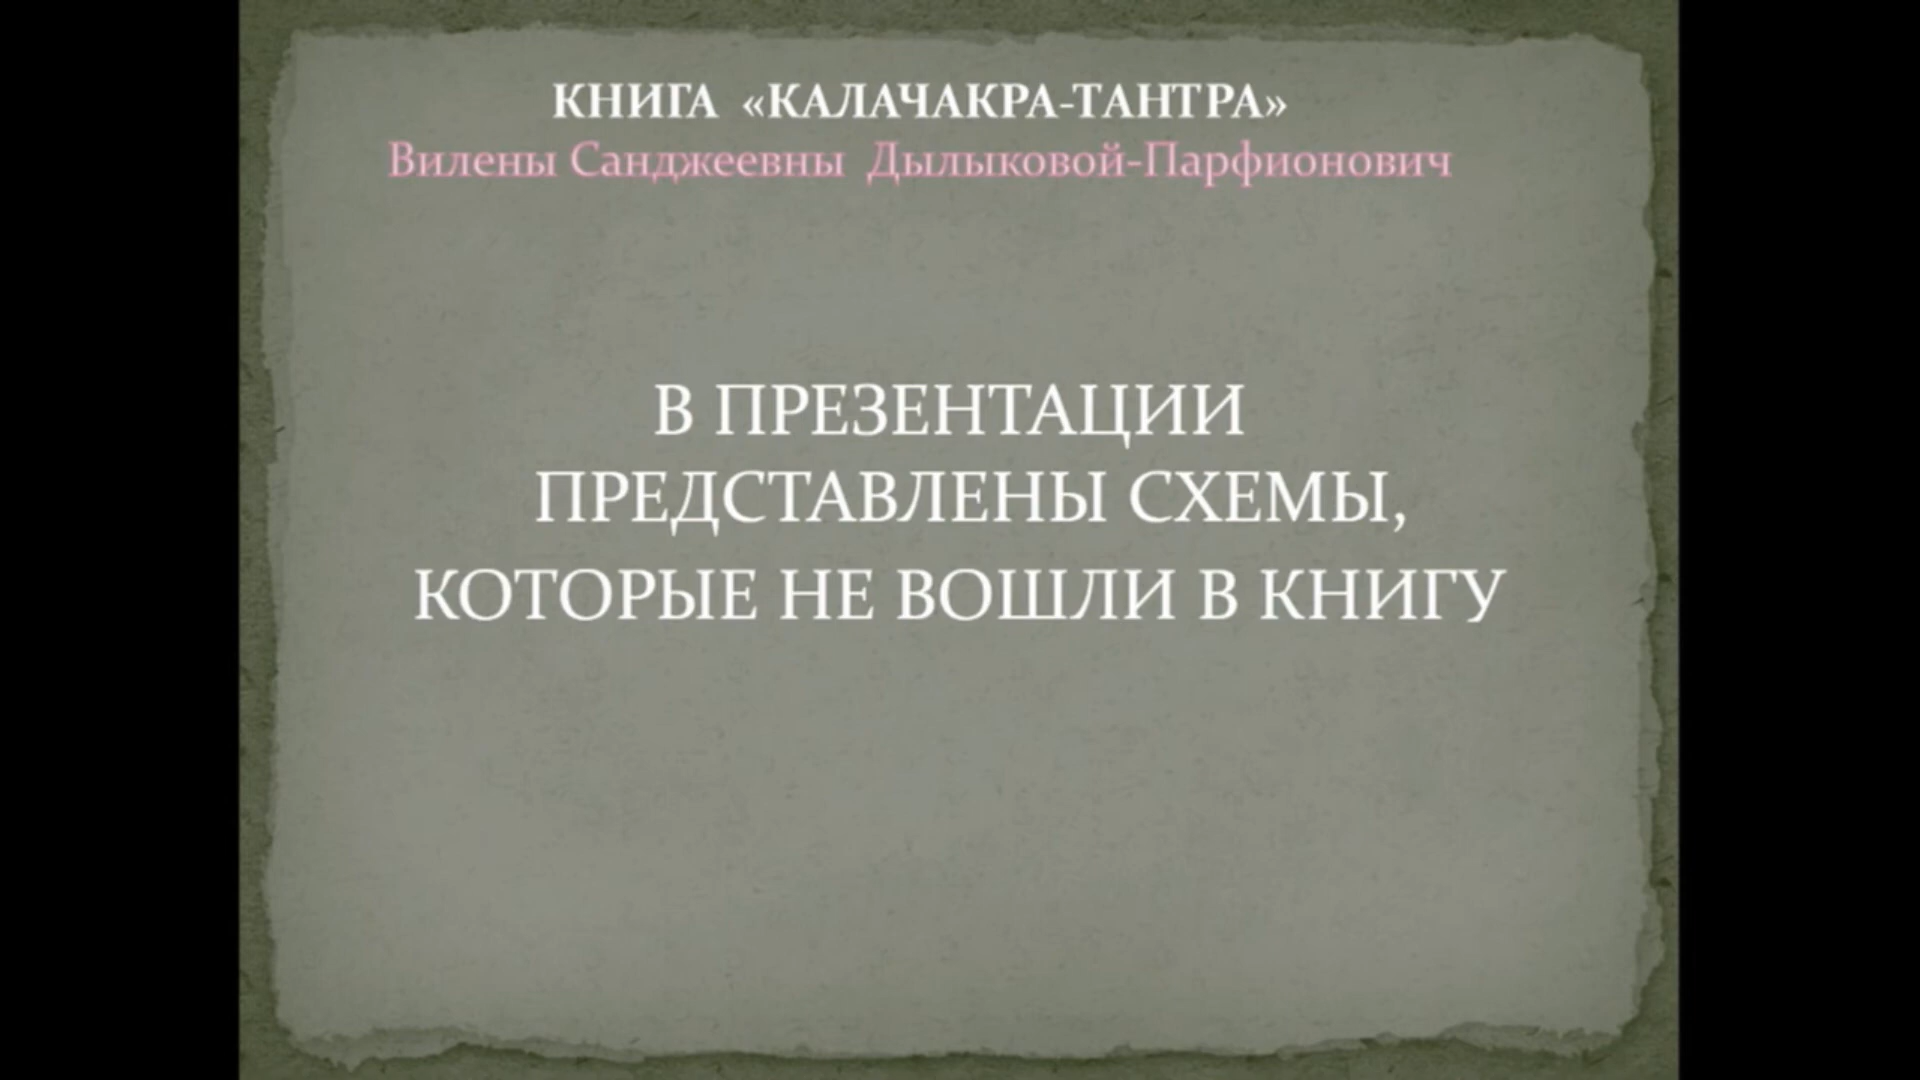 КНИГА «КАЛАЧАКРА-ТАНТРА»
Вилены Санджеевны Дылыковой-Парфионович
В ПРЕЗЕНТАЦИИ
ПРЕДСТАВЛЕНЫ СХЕМЫ,
КОТОРЫЕ НЕ ВОШЛИ В КНИГУ